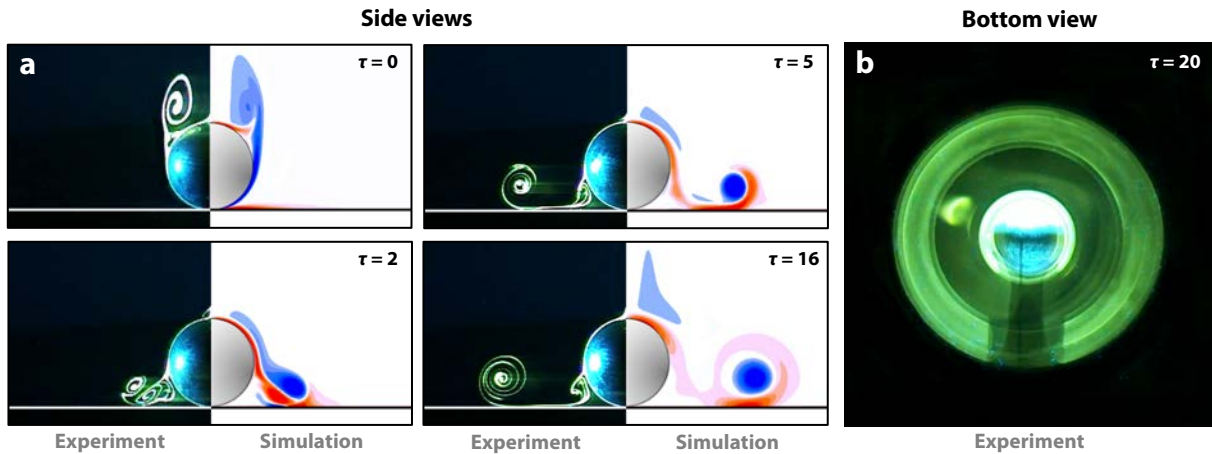 Side views
Bottom view
a
τ = 0
τ = 5
b
τ = 20
τ = 2
τ = 16
Experiment
Simulation
Experiment
Simulation
Experiment